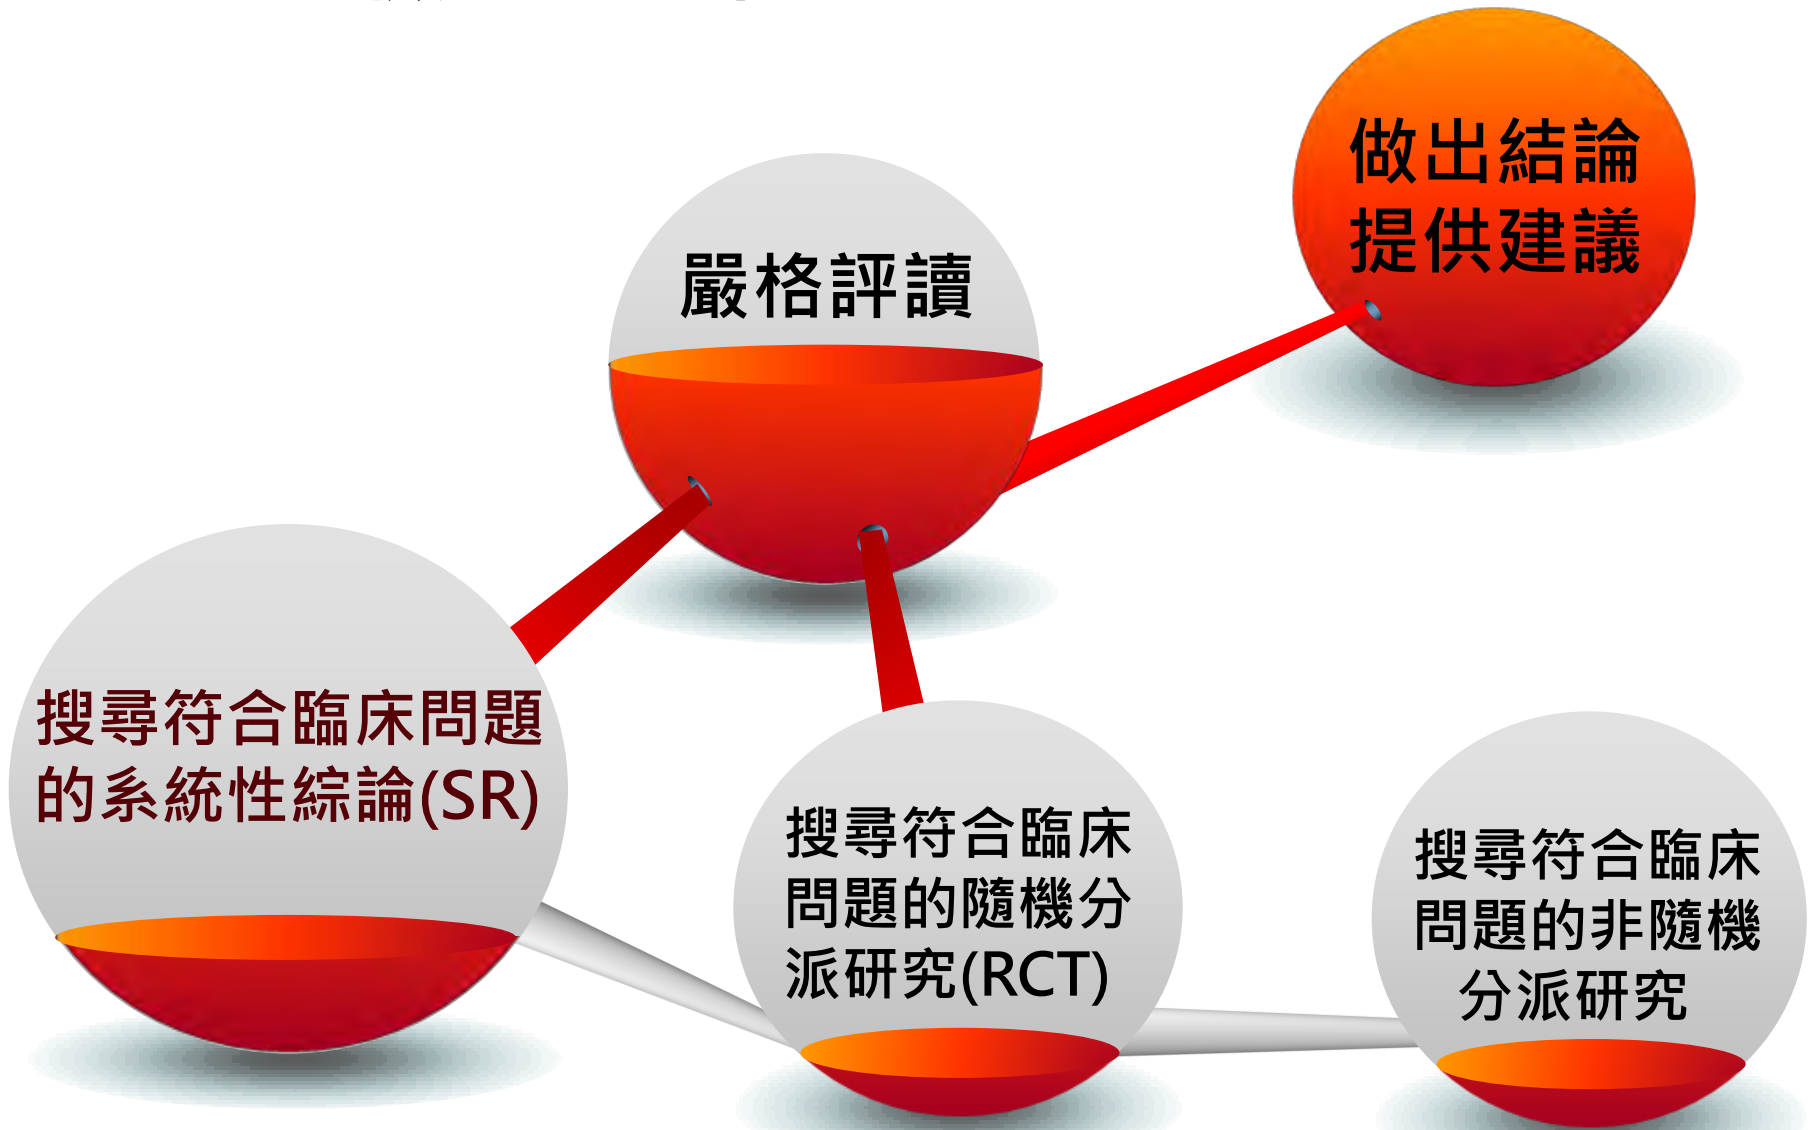 做出結論
提供建議
嚴格評讀
搜尋符合臨床問題
的系統性綜論(SR)
搜尋符合臨床
問題的隨機分
派研究(RCT)
搜尋符合臨床
問題的非隨機
分派研究